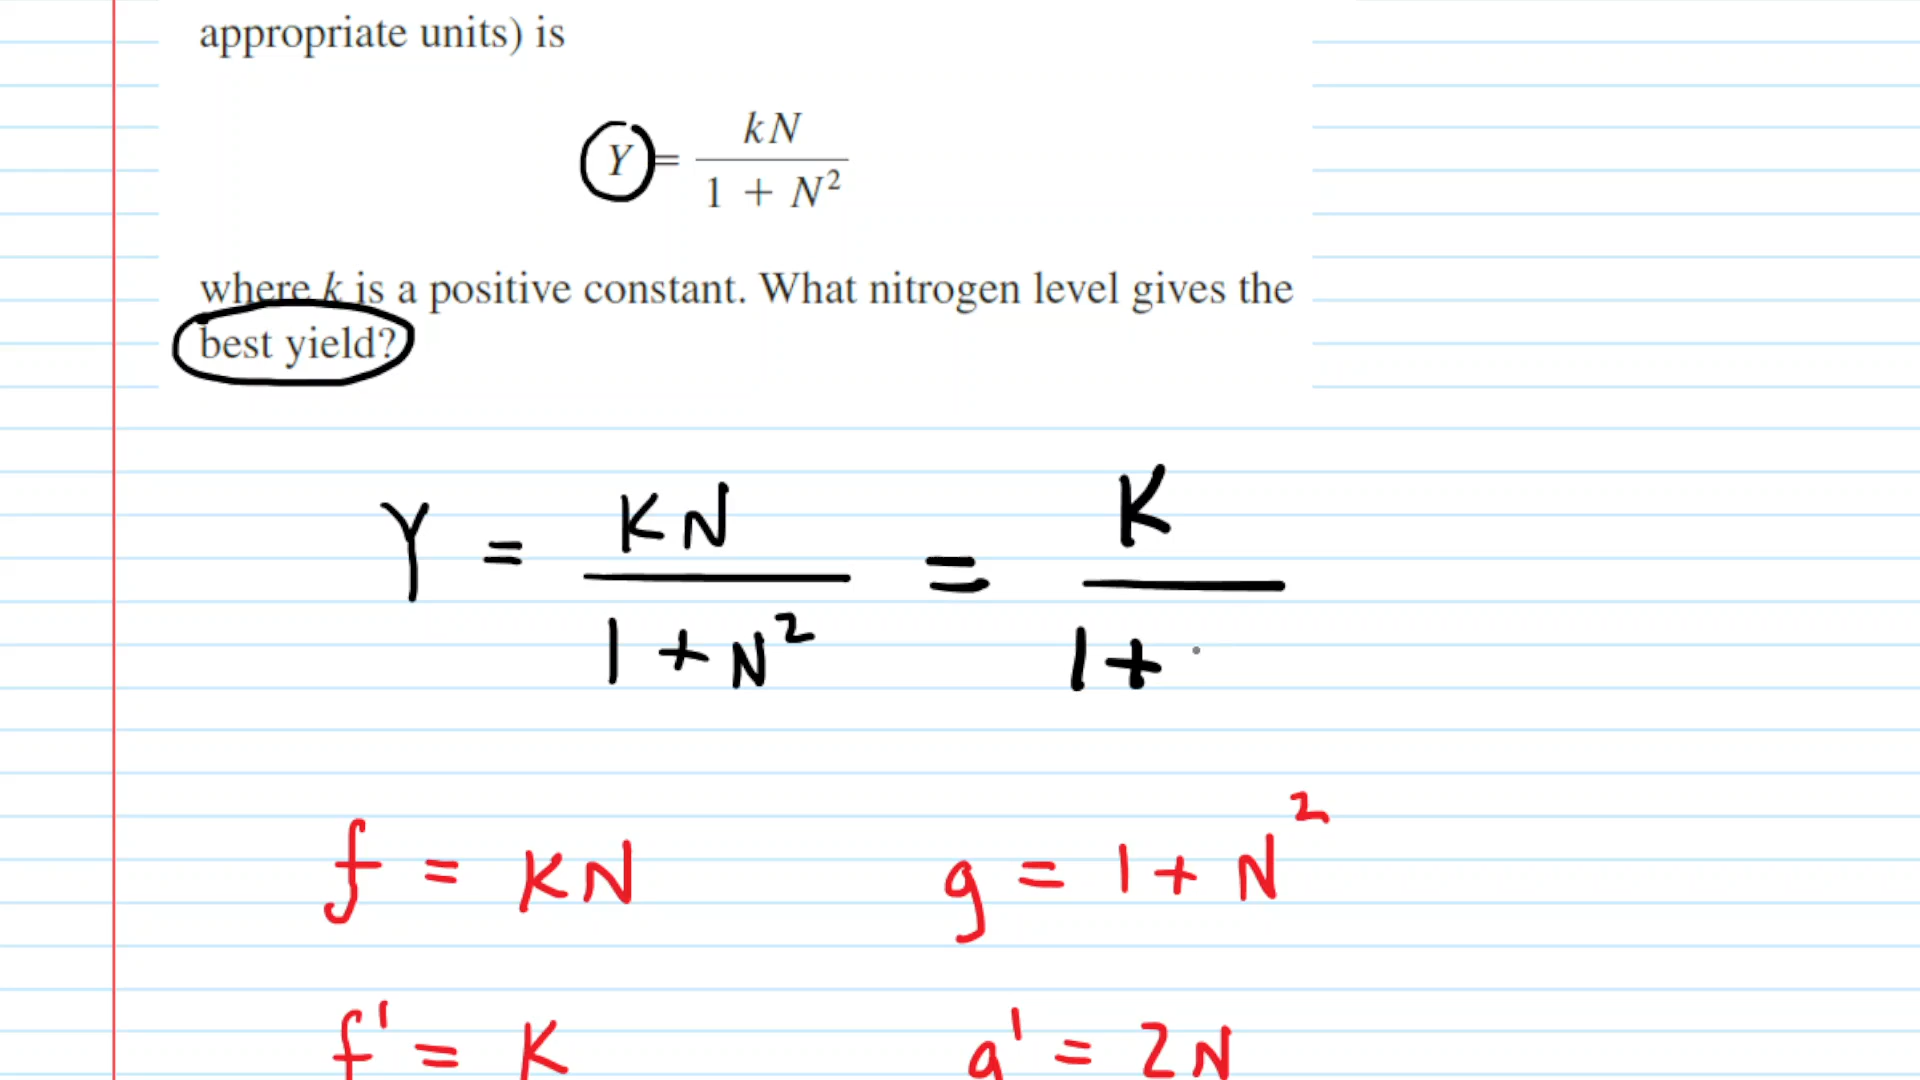 appropriate units) is
Y = kN / 1 + N²
where k is a positive constant. What nitrogen level gives the
best yield?
Y = KN / 1 + N² = K / 1 +
f = KN g = 1 + N²
f' = K g' = 2N